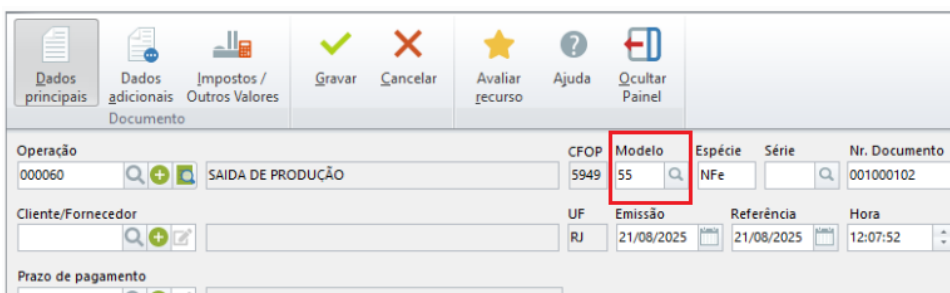 Dados principais
Dados adicionais
Impostos / Outros Valores
Gravar
Cancelar
Avaliar recurso
Ajuda
Ocultar Painel
Documento
Operação
CFOP
Modelo
Espécie
Série
Nr. Documento
000060
SAIDA DE PRODUÇÃO
5949
55
NFe
001000102
Cliente/Fornecedor
UF
Emissão
Referência
Hora
RJ
21/08/2025
21/08/2025
12:07:52
Prazo de pagamento